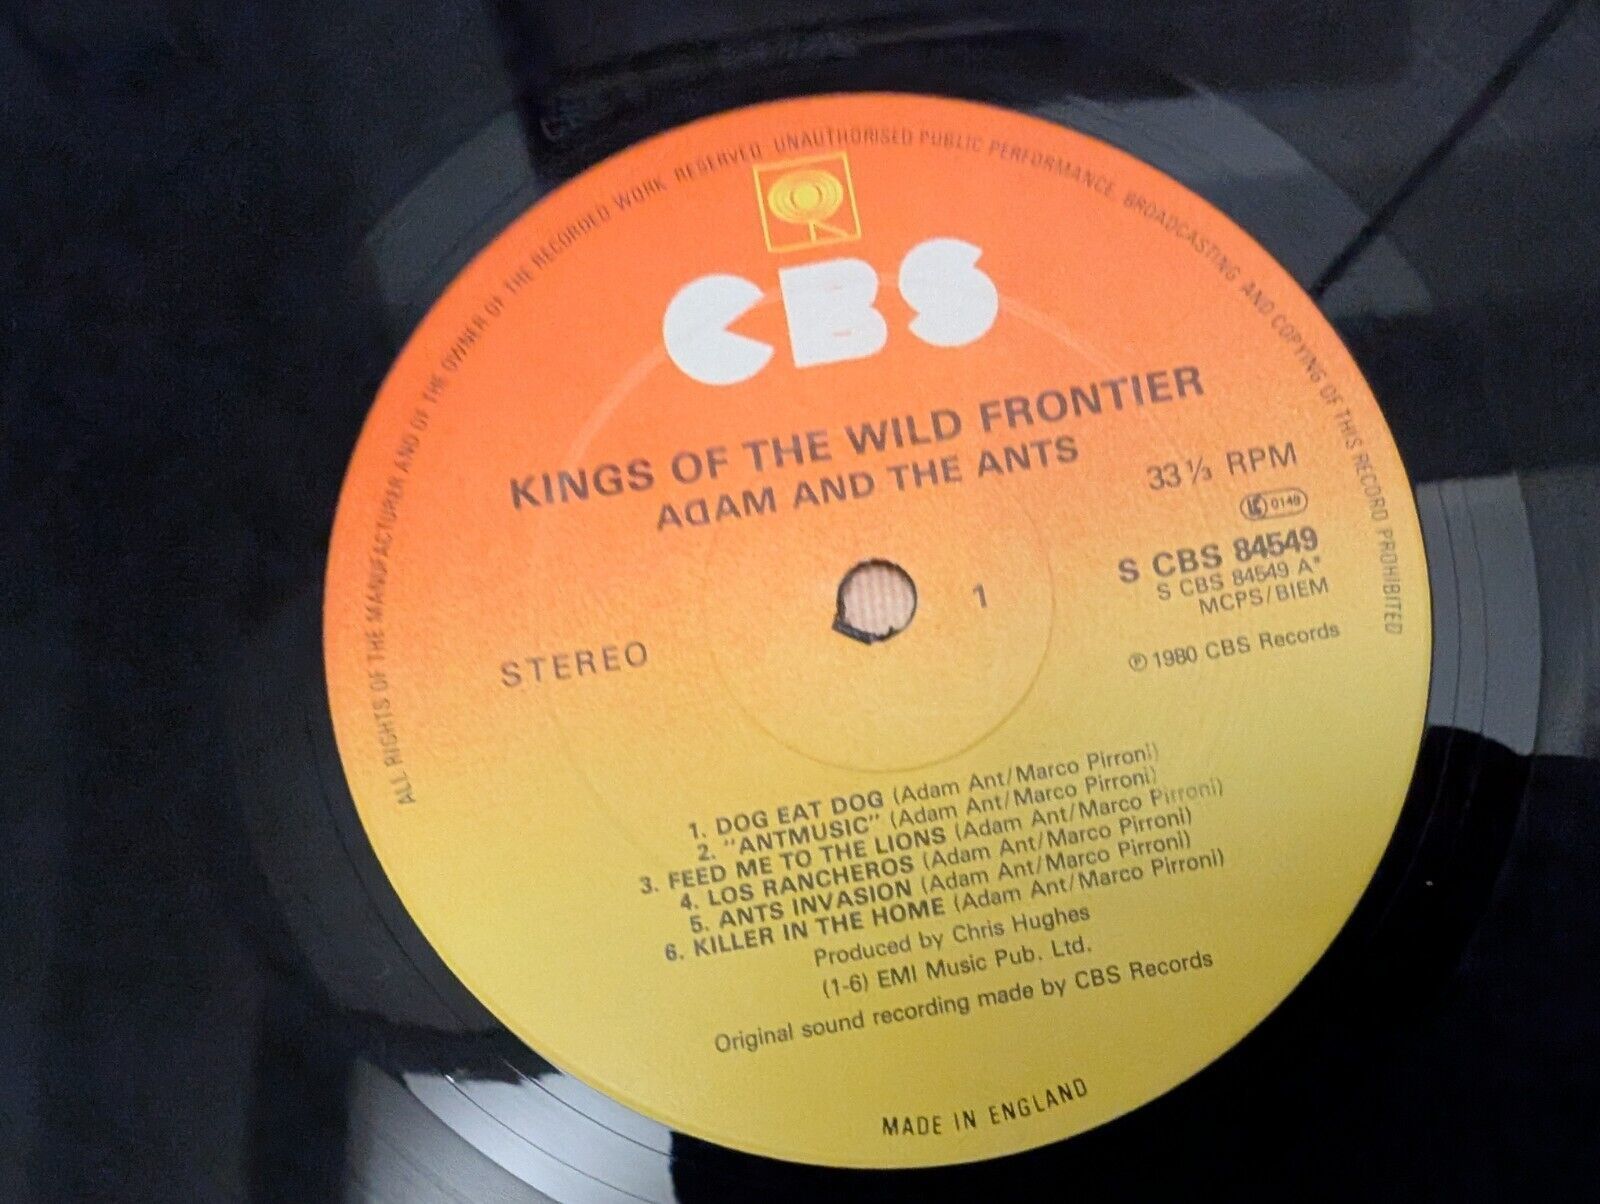 ALL RIGHTS OF THE MANUFACTURER AND OF THE OWNER OF THE RECORDED WORK RESERVED UNAUTHORISED PUBLIC PERFORMANCE, BROADCASTING AND COPYING OF THIS RECORD PROHIBITED
CBS
KINGS OF THE WILD FRONTIER
ADAM AND THE ANTS
33 1/3 RPM
LC 0149
S CBS 84549
S CBS 84549 A*
MCPS/BIEM
1
STEREO
℗ 1980 CBS Records
1. DOG EAT DOG (Adam Ant/Marco Pirroni)
2. "ANTMUSIC" (Adam Ant/Marco Pirroni)
3. FEED ME TO THE LIONS (Adam Ant/Marco Pirroni)
4. LOS RANCHEROS (Adam Ant/Marco Pirroni)
5. ANTS INVASION (Adam Ant/Marco Pirroni)
6. KILLER IN THE HOME (Adam Ant/Marco Pirroni)
Produced by Chris Hughes
(1-6) EMI Music Pub. Ltd.
Original sound recording made by CBS Records
MADE IN ENGLAND